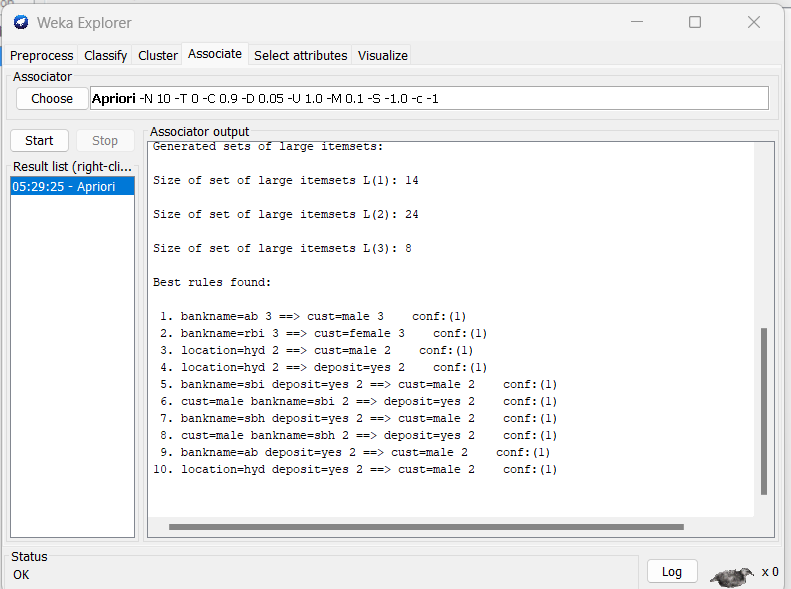 Weka Explorer
Preprocess Classify Cluster Associate Select attributes Visualize
Associator
Choose Apriori -N 10 -T 0 -C 0.9 -D 0.05 -U 1.0 -M 0.1 -S -1.0 -c -1
Start Stop
Result list (right-cli...
05:29:25 - Apriori
Associator output
Generated sets of large itemsets:
Size of set of large itemsets L(1): 14
Size of set of large itemsets L(2): 24
Size of set of large itemsets L(3): 8
Best rules found:
1. bankname=ab 3 ==> cust=male 3 conf:(1)
2. bankname=rbi 3 ==> cust=female 3 conf:(1)
3. location=hyd 2 ==> cust=male 2 conf:(1)
4. location=hyd 2 ==> deposit=yes 2 conf:(1)
5. bankname=sbi deposit=yes 2 ==> cust=male 2 conf:(1)
6. cust=male bankname=sbi 2 ==> deposit=yes 2 conf:(1)
7. bankname=sbh deposit=yes 2 ==> cust=male 2 conf:(1)
8. cust=male bankname=sbh 2 ==> deposit=yes 2 conf:(1)
9. bankname=ab deposit=yes 2 ==> cust=male 2 conf:(1)
10. location=hyd deposit=yes 2 ==> cust=male 2 conf:(1)
Status
OK
Log x 0